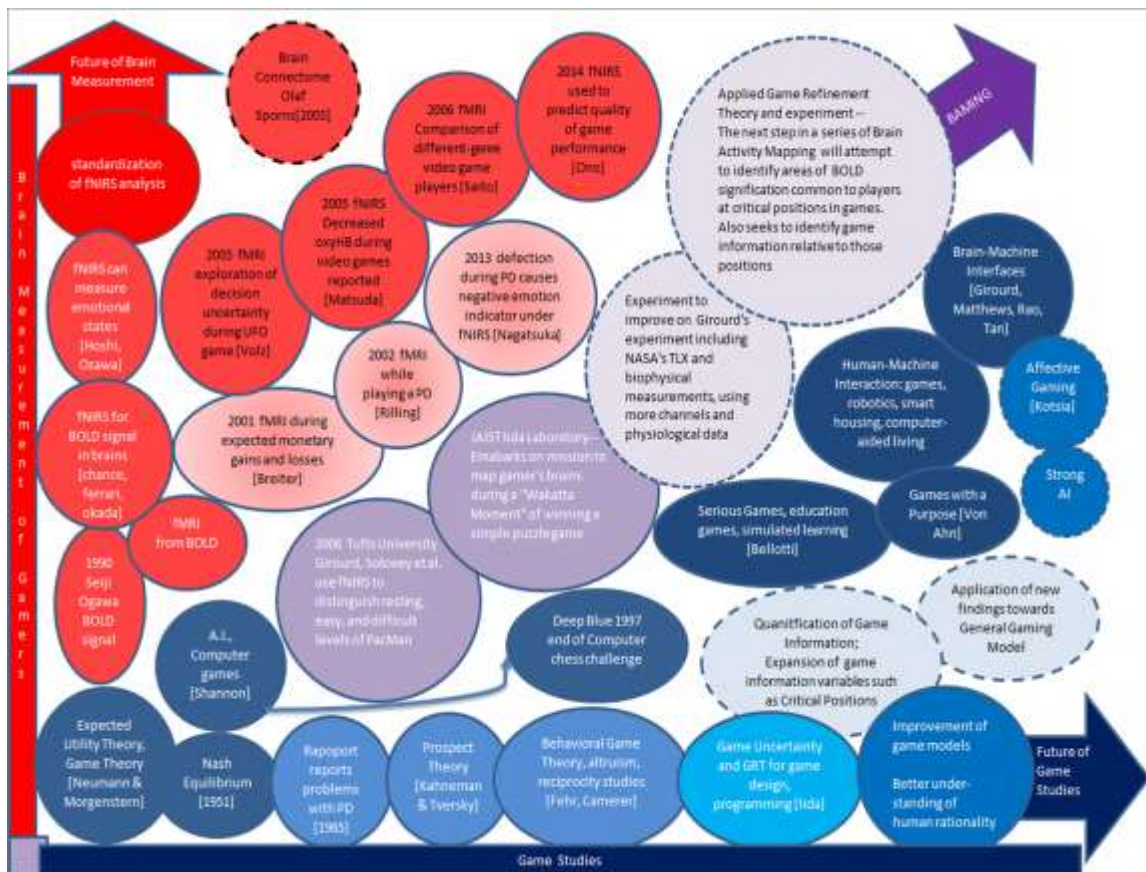 Future of Brain
Measurement
Brain
Connectome
Olaf
Sporns[2005]
2014 fNIRS
used to
predict quality
of game
performance
[Ono]
2006 fMRI
Comparison of
different-genre
video game
players [Saito]
Applied Game Refinement
Theory and experiment –
The next step in a series of Brain
Activity Mapping will attempt
to identify areas of BOLD
signification common to players
at critical positions in games.
Also seeks to identify game
information relative to those
positions
BAMING
standardization
of fNIRS analysis
2005 fNIRS
Decreased
oxyHB during
video games
reported
[Matsuda]
fNIRS can
measure
emotional
states
[Hoshi,
Ozawa]
2005 fMRI
exploration of
decision
uncertainty
during UFO
game [Volz]
2013 defection
during PD causes
negative emotion
indicator under
fNIRS [Nagatsuka]
Experiment to
improve on Girourd's
experiment including
NASA's TLX and
biophysical
measurements, using
more channels and
physiological data
Brain-Machine
Interfaces
[Girourd,
Matthews, Rao,
Tan]
Human-Machine
Interaction: games,
robotics, smart
housing, computer-
aided living
Affective
Gaming
[Kotsia]
2002 fMRI
while
playing a PD
[Rilling]
fNIRS for
BOLD signal
in brains
[chance,
ferrari,
okada]
2001 fMRI during
expected monetary
gains and losses
[Breiter]
JAIST Iida Laboratory –
Embarks on mission to
map gamer's brains
during a "Wakatta
Moment" of winning a
simple puzzle game
Strong
AI
Games with a
Purpose [Von
Ahn]
Serious Games, education
games, simulated learning
[Bellotti]
fMRI
from BOLD
1990
Seiji
Ogawa
BOLD
signal
2006 Tufts University
Girourd, Solovey et al.
use fNIRS to
distinguish resting,
easy, and difficult
levels of PacMan
Application of new
findings towards
General Gaming
Model
A.I.,
Computer
games
[Shannon]
Deep Blue 1997
end of Computer
chess challenge
Quanitfication of Game
Information;
Expansion of game
information variables such
as Critical Positions
Expected
Utility Theory,
Game Theory
[Neumann &
Morgenstern]
Nash
Equilibrium
[1951]
Rapoport
reports
problems
with PD
[1965]
Prospect
Theory
[Kahneman
& Tversky]
Behavioral Game
Theory, altruism,
reciprocity studies
[Fehr, Camerer]
Game Uncertainty
and GRT for game
design,
programming [Iida]
Improvement of
game models
Better under-
standing of
human rationality
Future of
Game
Studies
Brain Measurement of Gamers
Game Studies